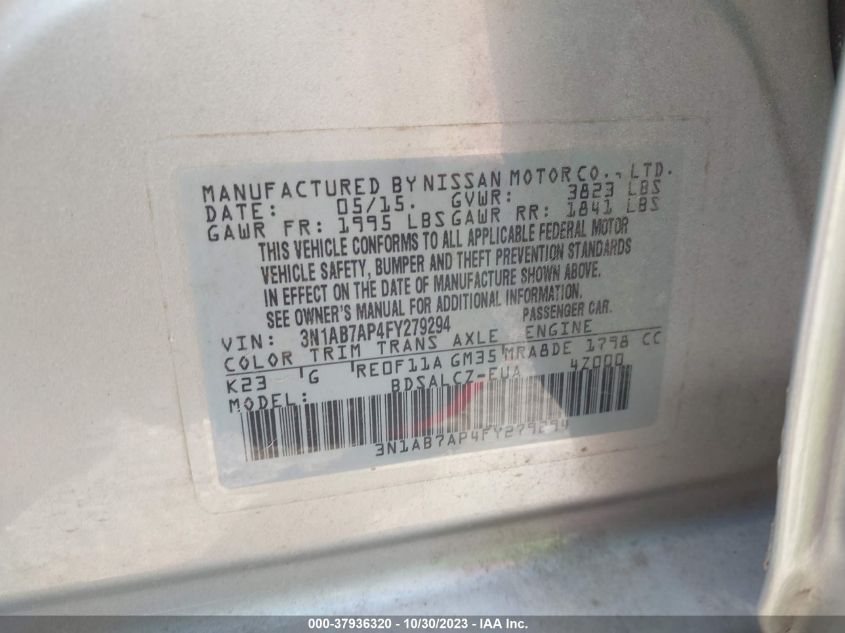 MANUFACTURED BY NISSAN MOTOR CO., LTD.
DATE: 05/15. GVWR: 3823 LBS
GAWR FR: 1995 LBS GAWR RR: 1841 LBS
THIS VEHICLE CONFORMS TO ALL APPLICABLE FEDERAL MOTOR
VEHICLE SAFETY, BUMPER AND THEFT PREVENTION STANDARDS
IN EFFECT ON THE DATE OF MANUFACTURE SHOWN ABOVE.
SEE OWNER'S MANUAL FOR ADDITIONAL INFORMATION.
VIN: 3N1AB7AP4FY279294 PASSENGER CAR.
COLOR TRIM TRANS AXLE ENGINE
K23 G RE0F11A GM35 MRA8DE 1798 CC
MODEL: BDSALCZ-EUA 4Z000
3N1AB7AP4FY279294
000-37936320 - 10/30/2023 - IAA Inc.